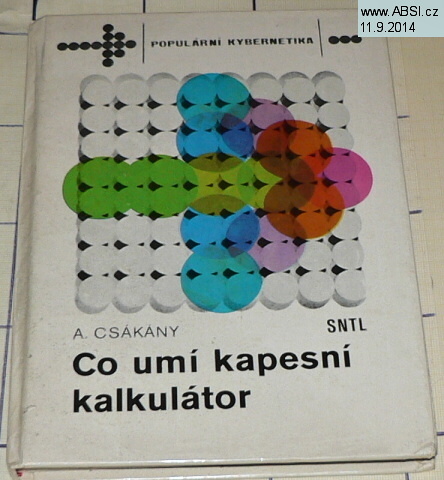 www.ABSI.cz
11.9.2014
POPULÁRNÍ KYBERNETIKA
A. CSÁKÁNY
SNTL
Co umí kapesní
kalkulátor